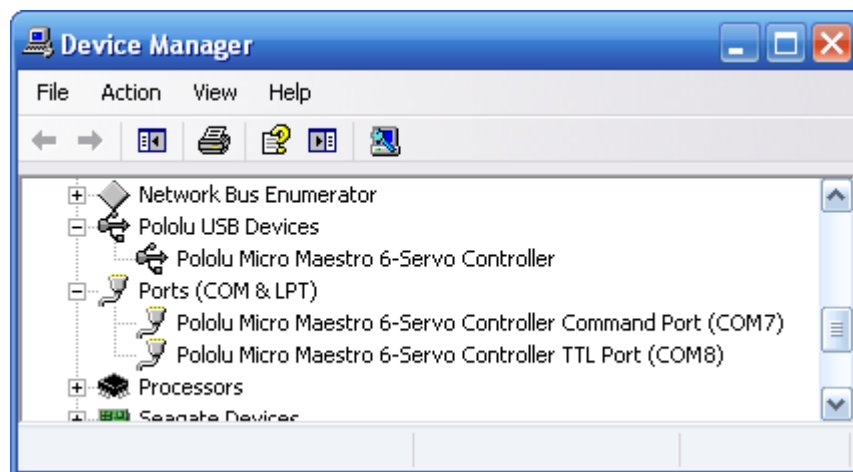 Device Manager
File Action View Help
Network Bus Enumerator
Pololu USB Devices
Pololu Micro Maestro 6-Servo Controller
Ports (COM & LPT)
Pololu Micro Maestro 6-Servo Controller Command Port (COM7)
Pololu Micro Maestro 6-Servo Controller TTL Port (COM8)
Processors
Seagate Devices